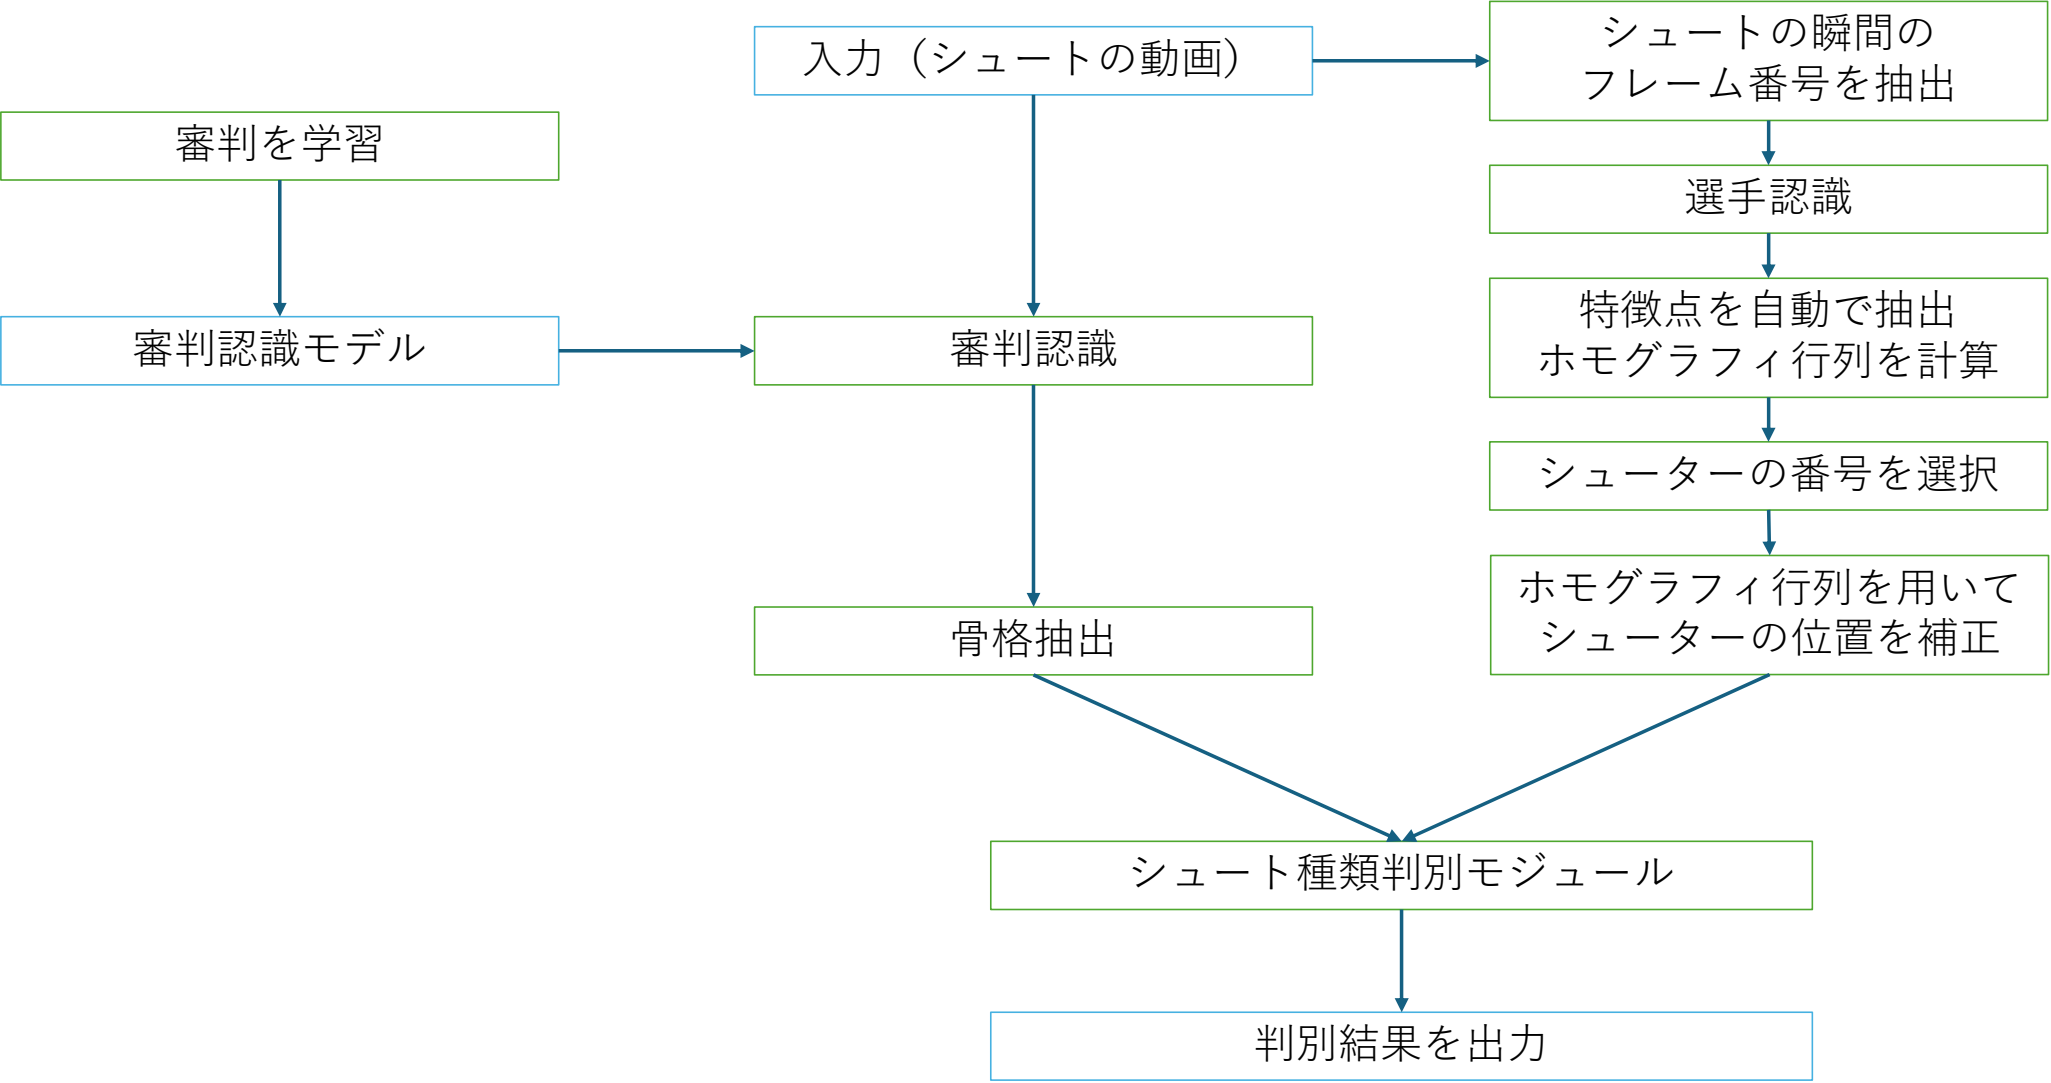 入力（シュートの動画）
シュートの瞬間の
フレーム番号を抽出
審判を学習
選手認識
審判認識モデル
審判認識
特徴点を自動で抽出
ホモグラフィ行列を計算
シューターの番号を選択
ホモグラフィ行列を用いて
シューターの位置を補正
骨格抽出
シュート種類判別モジュール
判別結果を出力